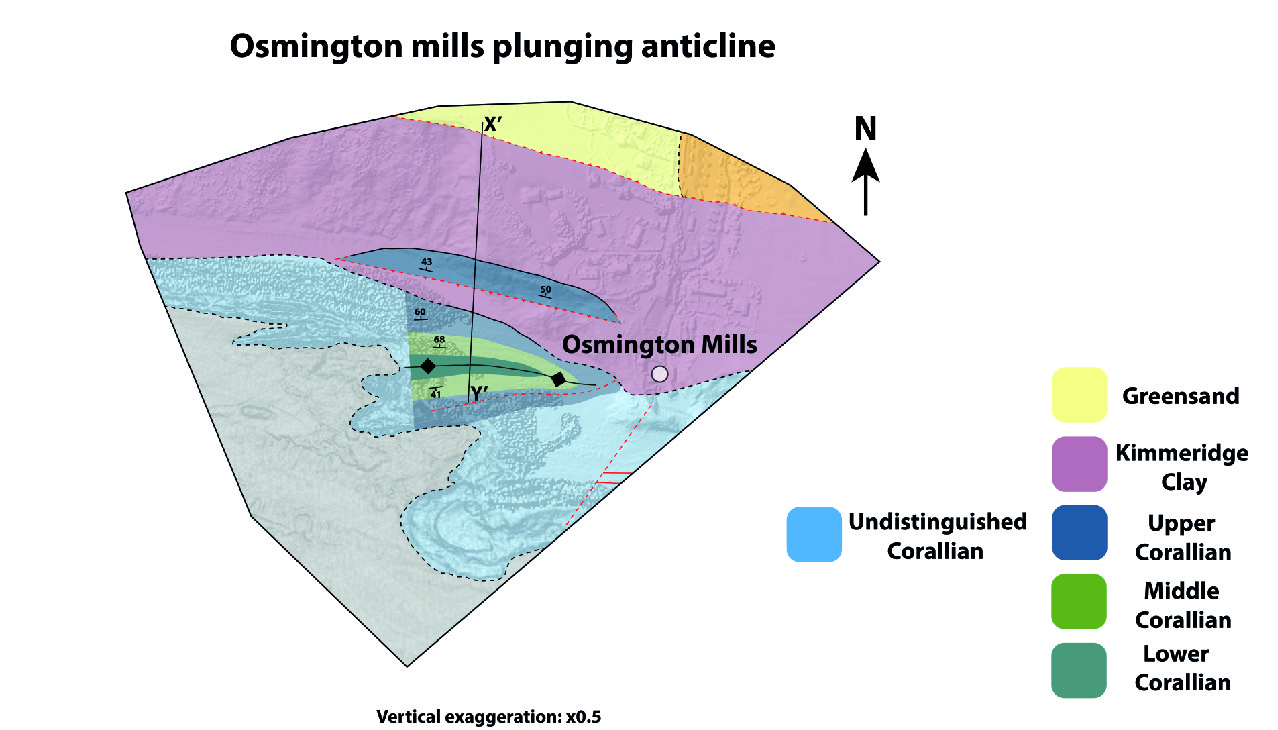 Osmington mills plunging anticline
X'
N
43
50
60
Osmington Mills
68
41
Y'
Greensand
Kimmeridge
Clay
Undistinguished
Corallian
Upper
Corallian
Middle
Corallian
Lower
Corallian
Vertical exaggeration: x0.5